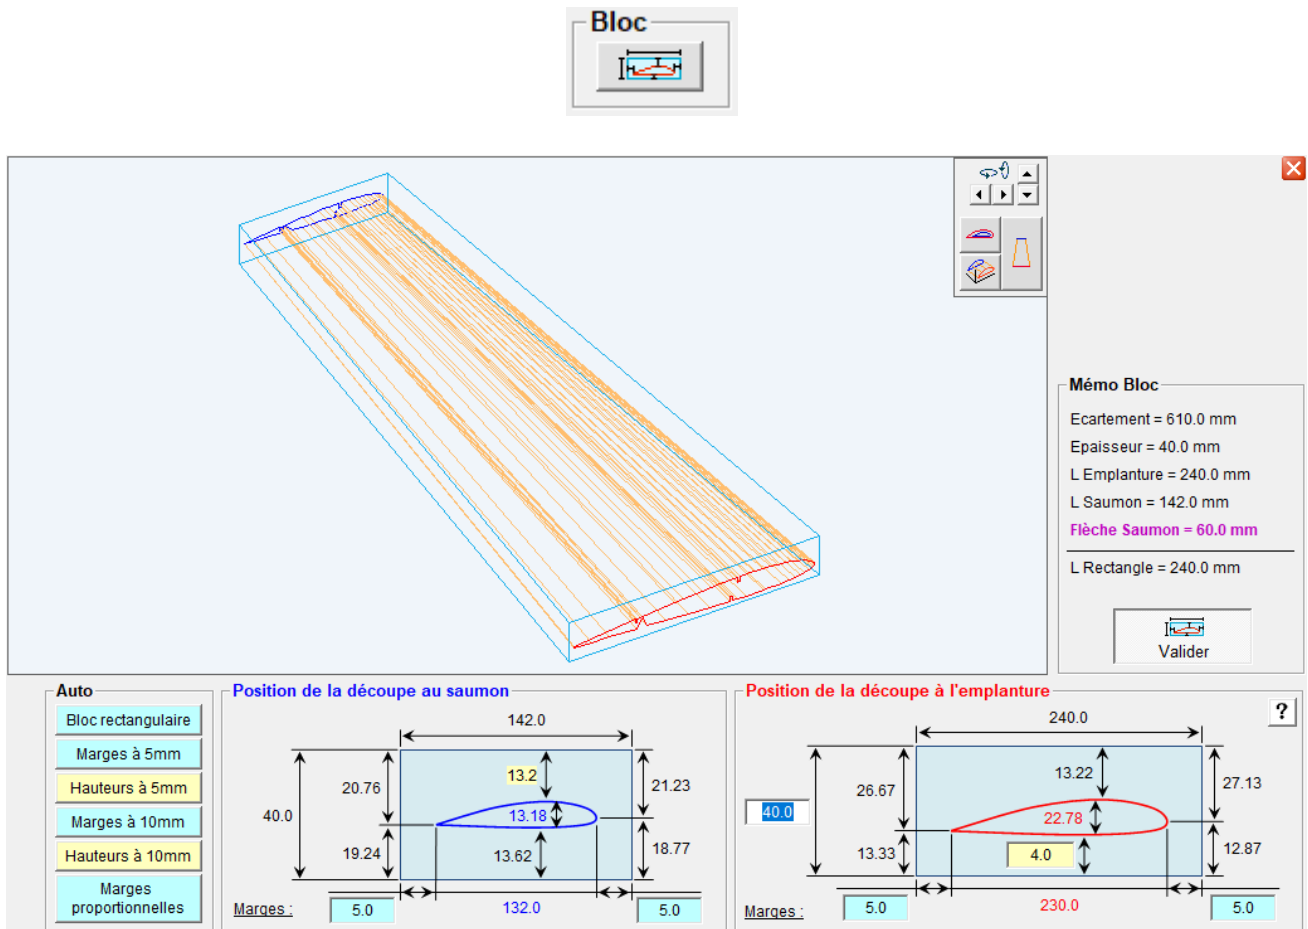 Bloc
Mémo Bloc
Ecartement = 610.0 mm
Epaisseur = 40.0 mm
L Emplanture = 240.0 mm
L Saumon = 142.0 mm
Flèche Saumon = 60.0 mm
L Rectangle = 240.0 mm
Valider
Auto
Bloc rectangulaire
Marges à 5mm
Hauteurs à 5mm
Marges à 10mm
Hauteurs à 10mm
Marges
proportionnelles
Position de la découpe au saumon
142.0
20.76
13.2
21.23
40.0
13.18
19.24
13.62
18.77
Marges :
5.0
132.0
5.0
Position de la découpe à l'emplanture
?
240.0
26.67
13.22
27.13
40.0
22.78
13.33
4.0
12.87
Marges :
5.0
230.0
5.0